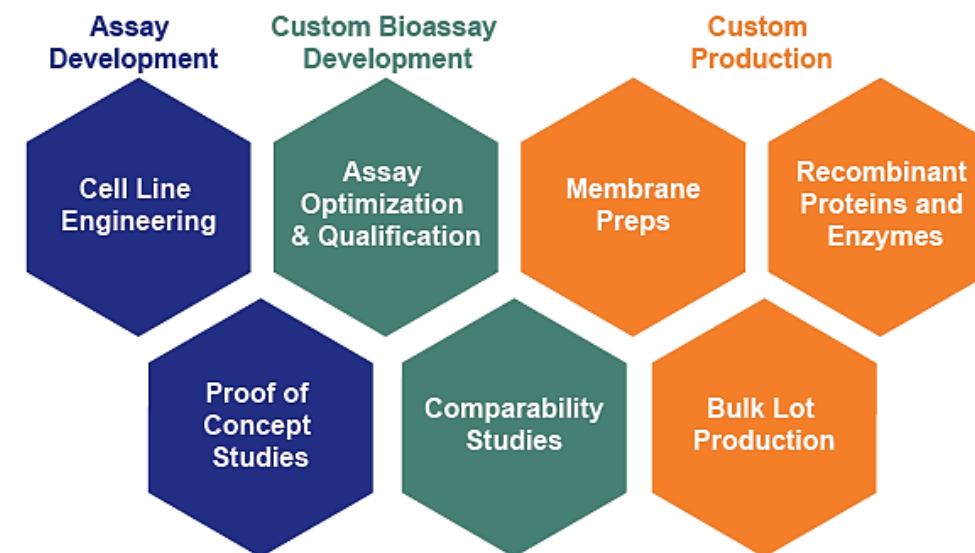 Assay
Development
Custom Bioassay
Development
Custom
Production
Cell Line
Engineering
Assay
Optimization
& Qualification
Membrane
Preps
Recombinant
Proteins and
Enzymes
Proof of
Concept
Studies
Comparability
Studies
Bulk Lot
Production